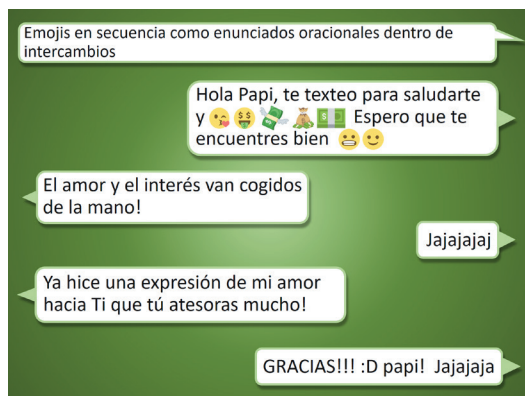 Emojis en secuencia como enunciados oracionales dentro de
intercambios
Hola Papi, te texteo para saludarte
y 😘 🤑 💸 💰 💵 Espero que te
encuentres bien 😬 🙂
El amor y el interés van cogidos
de la mano!
Jajajajaj
Ya hice una expresión de mi amor
hacia Ti que tú atesoras mucho!
GRACIAS!!! :D papi! Jajajaja